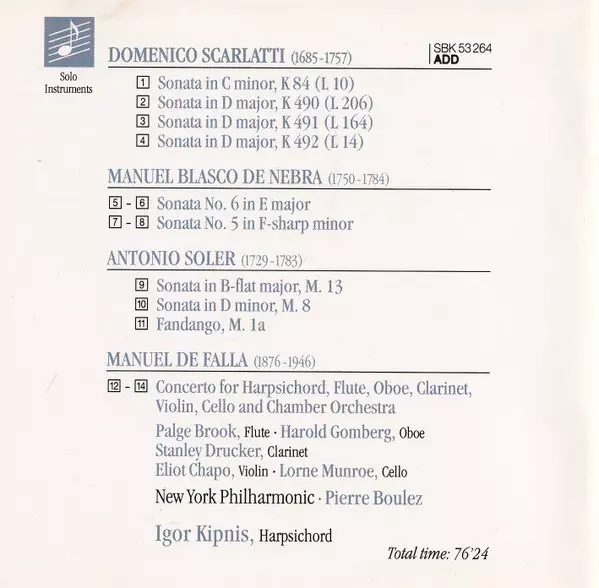 Solo
Instruments
DOMENICO SCARLATTI (1685-1757)
SBK 53 264
ADD
1 Sonata in C minor, K 84 (L 10)
2 Sonata in D major, K 490 (L 206)
3 Sonata in D major, K 491 (L 164)
4 Sonata in D major, K 492 (L 14)
MANUEL BLASCO DE NEBRA (1750-1784)
5 - 6 Sonata No. 6 in E major
7 - 8 Sonata No. 5 in F-sharp minor
ANTONIO SOLER (1729-1783)
9 Sonata in B-flat major, M. 13
10 Sonata in D minor, M. 8
11 Fandango, M. 1a
MANUEL DE FALLA (1876-1946)
12 - 14 Concerto for Harpsichord, Flute, Oboe, Clarinet,
Violin, Cello and Chamber Orchestra
Palge Brook, Flute · Harold Gomberg, Oboe
Stanley Drucker, Clarinet
Eliot Chapo, Violin · Lorne Munroe, Cello
New York Philharmonic · Pierre Boulez
Igor Kipnis, Harpsichord
Total time: 76'24